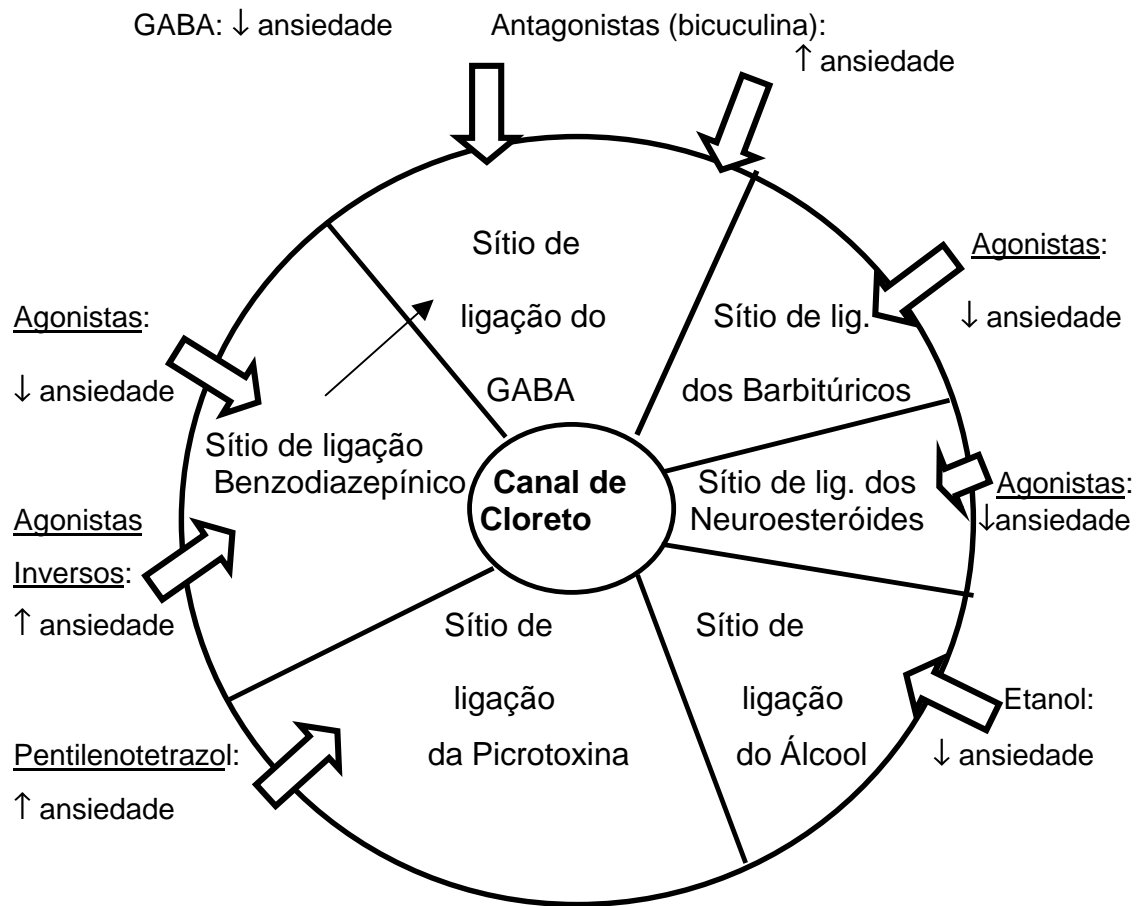 GABA: ↓ ansiedade
Antagonistas (bicuculina):
↑ ansiedade
Sítio de
ligação do
GABA
Agonistas:
↓ ansiedade
Sítio de lig.
dos Barbitúricos
Agonistas:
↓ ansiedade
Sítio de ligação
Benzodiazepínico
Canal de
Cloreto
Sítio de lig. dos
Neuroesteróides
Agonistas:
↓ansiedade
Agonistas
Inversos:
↑ ansiedade
Sítio de
ligação
da Picrotoxina
Sítio de
ligação
do Álcool
Etanol:
↓ ansiedade
Pentilenotetrazol:
↑ ansiedade